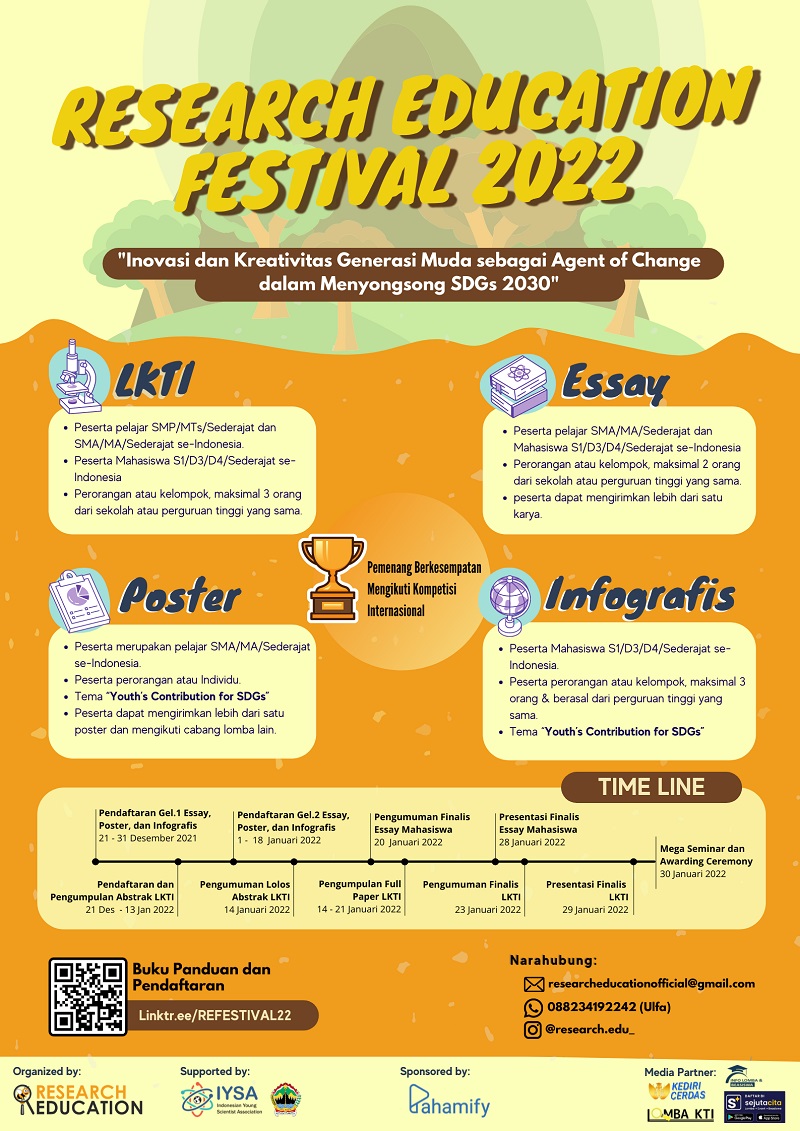 RESEARCH EDUCATION
FESTIVAL 2022
"Inovasi dan Kreativitas Generasi Muda sebagai Agent of Change
dalam Menyongsong SDGs 2030"
LKTI
• Peserta pelajar SMP/MTs/Sederajat dan
SMA/MA/Sederajat se-Indonesia.
• Peserta Mahasiswa S1/D3/D4/Sederajat se-
Indonesia
• Perorangan atau kelompok, maksimal 3 orang
dari sekolah atau perguruan tinggi yang sama.
Essay
• Peserta pelajar SMA/MA/Sederajat dan
Mahasiswa S1/D3/D4/Sederajat se-Indonesia
• Perorangan atau kelompok, maksimal 2 orang
dari sekolah atau perguruan tinggi yang sama.
• peserta dapat mengirimkan lebih dari satu
karya.
Pemenang Berkesempatan
Mengikuti Kompetisi
Internasional
Poster
• Peserta merupakan pelajar SMA/MA/Sederajat
se-Indonesia.
• Peserta perorangan atau Individu.
• Tema "Youth's Contribution for SDGs"
• Peserta dapat mengirimkan lebih dari satu
poster dan mengikuti cabang lomba lain.
Infografis
• Peserta Mahasiswa S1/D3/D4/Sederajat se-
Indonesia.
• Peserta perorangan atau kelompok, maksimal 3
orang & berasal dari perguruan tinggi yang
sama.
• Tema "Youth's Contribution for SDGs"
TIME LINE
Pendaftaran Gel.1 Essay,
Poster, dan Infografis
21 - 31 Desember 2021
Pendaftaran Gel.2 Essay,
Poster, dan Infografis
1 - 18 Januari 2022
Pengumuman Finalis
Essay Mahasiswa
20 Januari 2022
Presentasi Finalis
Essay Mahasiswa
28 Januari 2022
Mega Seminar dan
Awarding Ceremony
30 Januari 2022
Pendaftaran dan
Pengumpulan Abstrak LKTI
21 Des - 13 Jan 2022
Pengumuman Lolos
Abstrak LKTI
14 Januari 2022
Pengumpulan Full
Paper LKTI
14 - 21 Januari 2022
Pengumuman Finalis
LKTI
23 Januari 2022
Presentasi Finalis
LKTI
29 Januari 2022
Buku Panduan dan
Pendaftaran
Linktr.ee/REFESTIVAL22
Narahubung:
researcheducationofficial@gmail.com
088234192242 (Ulfa)
@research.edu_
Organized by:
RESEARCH
EDUCATION
Supported by:
IYSA
Indonesian Young
Scientist Association
Sponsored by:
Pahamify
Media Partner:
KEDIRI
CERDAS
INFO LOMBA &
LOMBA KTI
DAFTAR DI
sejutacita
Google Play
App Store